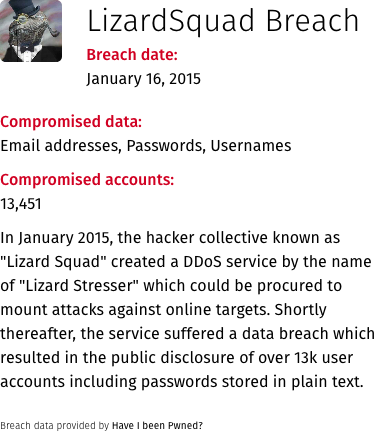 LizardSquad Breach
Breach date:
January 16, 2015
Compromised data:
Email addresses, Passwords, Usernames
Compromised accounts:
13,451
In January 2015, the hacker collective known as
"Lizard Squad" created a DDoS service by the name
of "Lizard Stresser" which could be procured to
mount attacks against online targets. Shortly
thereafter, the service suffered a data breach which
resulted in the public disclosure of over 13k user
accounts including passwords stored in plain text.
Breach data provided by Have I been Pwned?